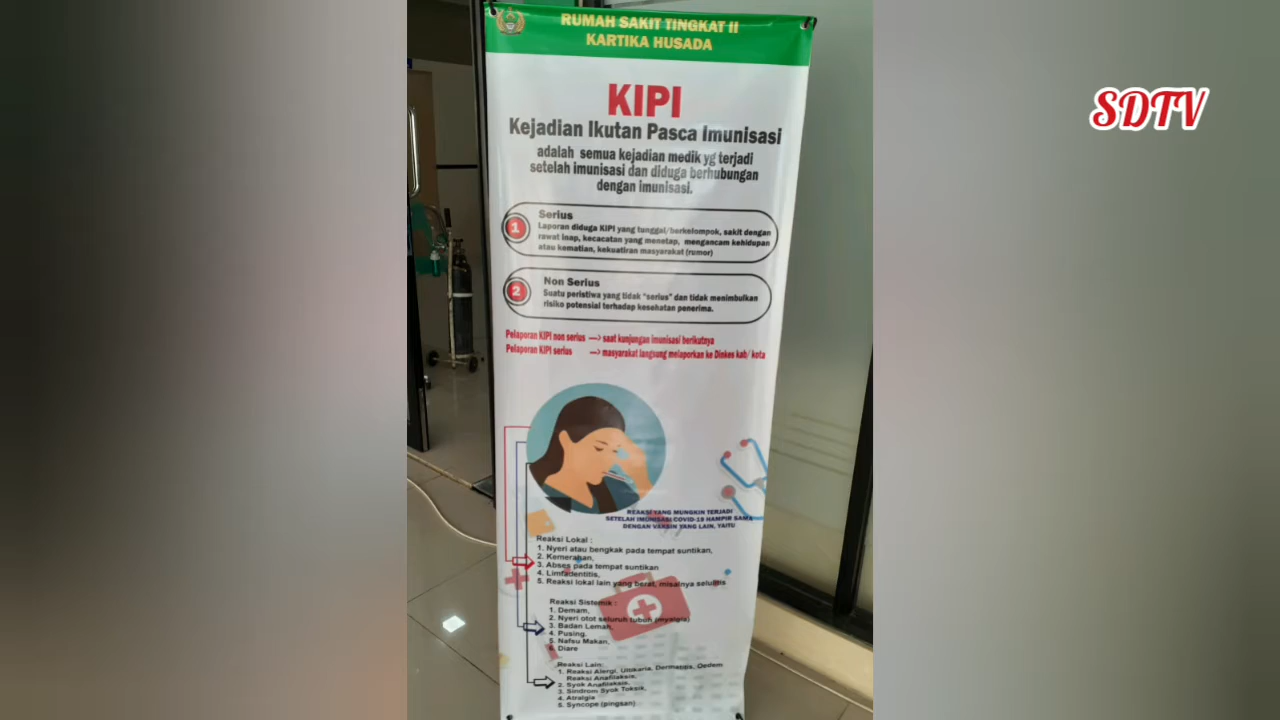 RUMAH SAKIT TINGKAT II
KARTIKA HUSADA
SDTV
KIPI
Kejadian Ikutan Pasca Imunisasi
adalah semua kejadian medik yg terjadi
setelah imunisasi dan diduga berhubungan
dengan imunisasi.
1
Serius
Laporan diduga KIPI yang tunggal/berkelompok, sakit dengan
rawat inap, kecacatan yang menetap, mengancam kehidupan
atau kematian, kekuatiran masyarakat (rumor)
2
Non Serius
Suatu peristiwa yang tidak "serius" dan tidak menimbulkan
risiko potensial terhadap kesehatan penerima.
Pelaporan KIPI non serius —> saat kunjungan imunisasi berikutnya
Pelaporan KIPI serius —> masyarakat langsung melaporkan ke Dinkes kab/ kota
REAKSI YANG MUNGKIN TERJADI
SETELAH IMUNISASI COVID-19 HAMPIR SAMA
DENGAN VAKSIN YANG LAIN, YAITU
Reaksi Lokal :
1. Nyeri atau bengkak pada tempat suntikan,
2. Kemerahan,
3. Abses pada tempat suntikan
4. Limfadentitis,
5. Reaksi lokal lain yang berat, misalnya selulitis
Reaksi Sistemik :
1. Demam,
2. Nyeri otot seluruh tubuh (myalgia)
3. Badan Lemah,
4. Pusing,
5. Nafsu Makan,
6. Diare
Reaksi Lain:
1. Reaksi Alergi, Urtikaria, Dermatitis, Oedem
Reaksi Anafilaksis,
2. Syok Anafilaksis,
3. Sindrom Syok Toksik,
4. Atralgia
5. Syncope (pingsan)